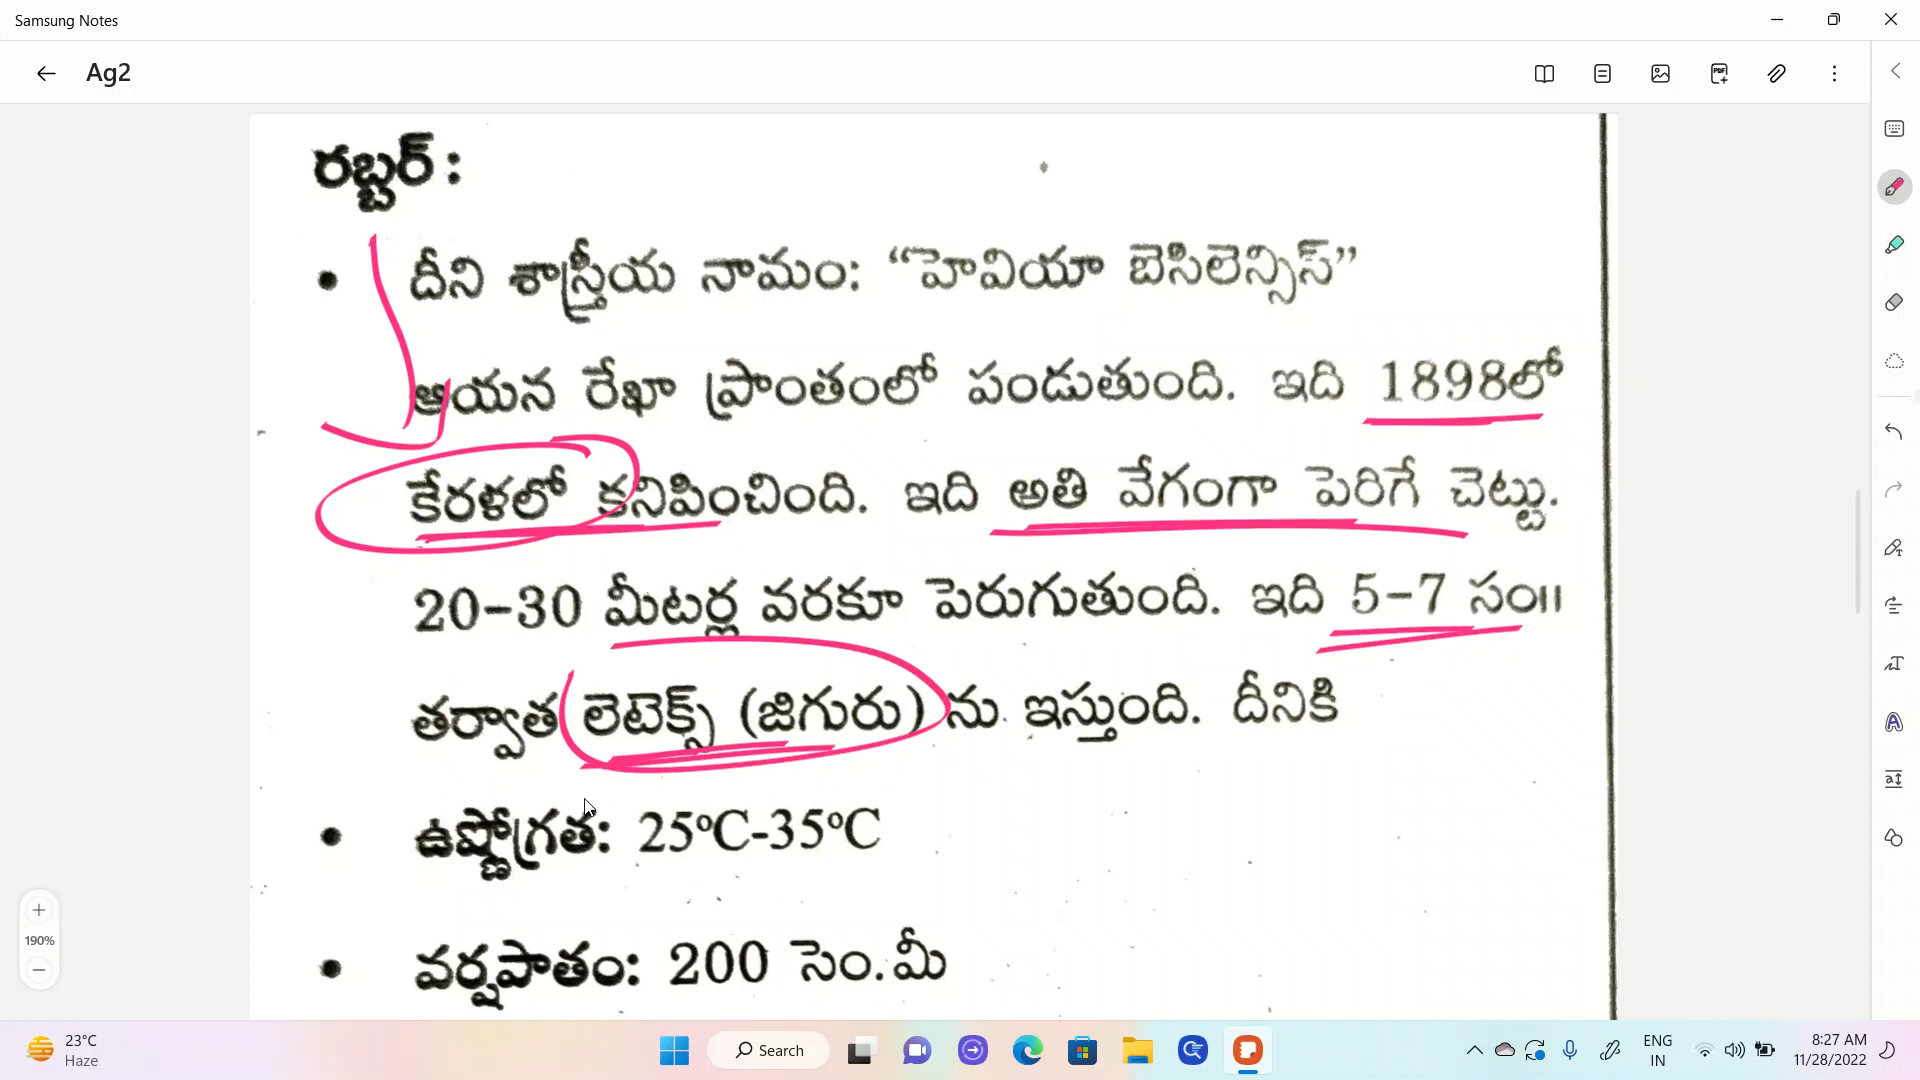 Samsung Notes
Ag2
రబ్బర్ :
• దీని శాస్త్రీయ నామం: “హెవియా బెసిలెన్సిస్”
ఆయన రేఖా ప్రాంతంలో పండుతుంది. ఇది 1898లో
కేరళలో కనిపించింది. ఇది అతి వేగంగా పెరిగే చెట్టు.
20-30 మీటర్ల వరకూ పెరుగుతుంది. ఇది 5-7 సం॥
తర్వాత లెటెక్స్ (జిగురు) ను ఇస్తుంది. దీనికి
• ఉష్ణోగ్రత: 25°C-35°C
• వర్షపాతం: 200 సెం.మీ
190%
23°C
Haze
Search
ENG
IN
8:27 AM
11/28/2022